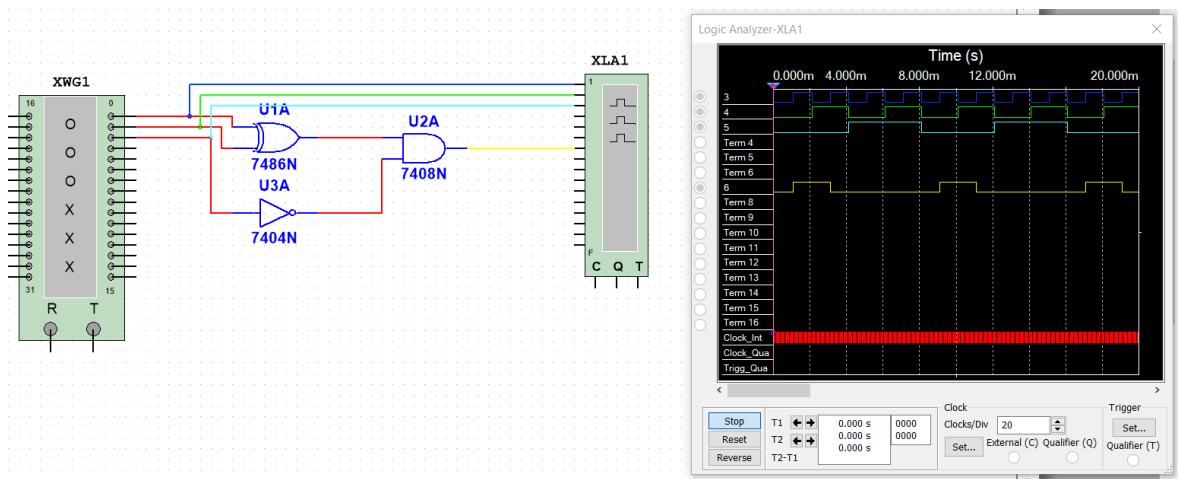 XWG1
16 0
O
O
O
X
X
X
31 15
R T
U1A
7486N
U3A
7404N
U2A
7408N
XLA1
1
F
C Q T
Logic Analyzer-XLA1
Time (s)
0.000m 4.000m 8.000m 12.000m 20.000m
3
4
5
Term 4
Term 5
Term 6
6
Term 8
Term 9
Term 10
Term 11
Term 12
Term 13
Term 14
Term 15
Term 16
Clock_Int
Clock_Qua
Trigg_Qua
Stop
Reset
Reverse
T1 0.000 s 0000
T2 0.000 s 0000
T2-T1 0.000 s
Clock
Clocks/Div 20
Set... External (C) Qualifier (Q)
Trigger
Set...
Qualifier (T)